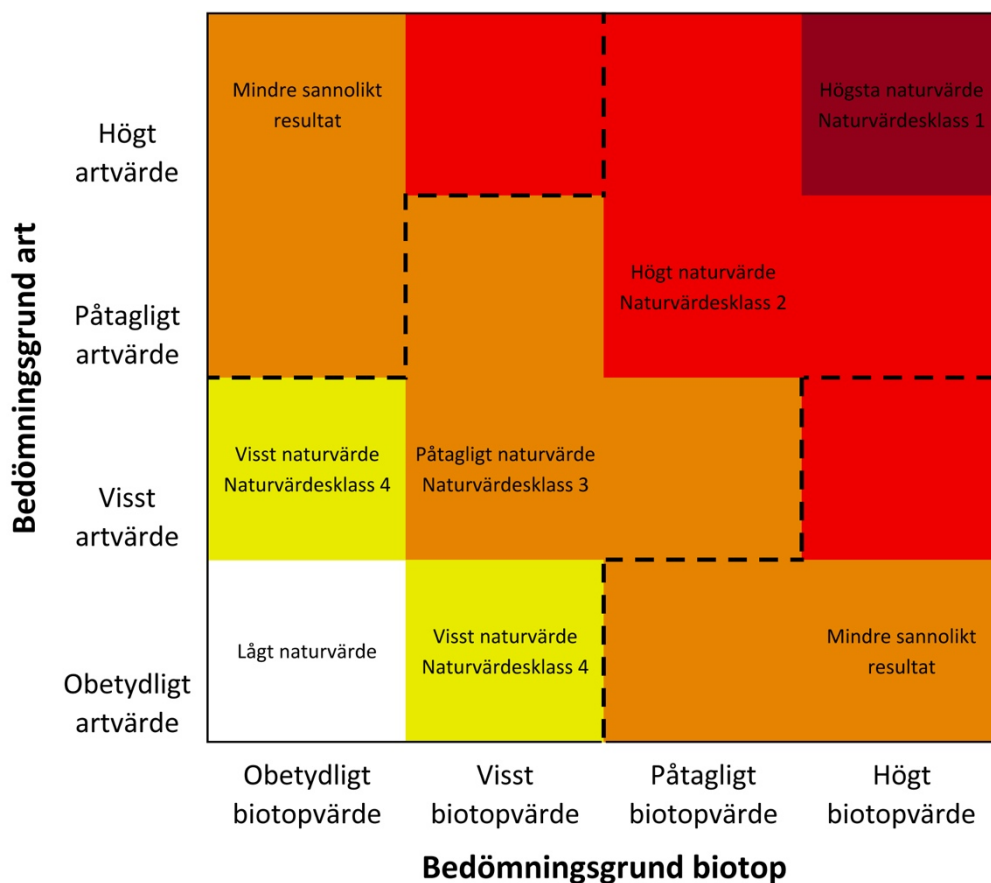 Bedömningsgrund art
Högt
artvärde
Påtagligt
artvärde
Visst
artvärde
Obetydligt
artvärde
Mindre sannolikt
resultat
Högsta naturvärde
Naturvärdesklass 1
Högt naturvärde
Naturvärdesklass 2
Visst naturvärde
Naturvärdesklass 4
Påtagligt naturvärde
Naturvärdesklass 3
Lågt naturvärde
Visst naturvärde
Naturvärdesklass 4
Mindre sannolikt
resultat
Obetydligt
biotopvärde
Visst
biotopvärde
Påtagligt
biotopvärde
Högt
biotopvärde
Bedömningsgrund biotop